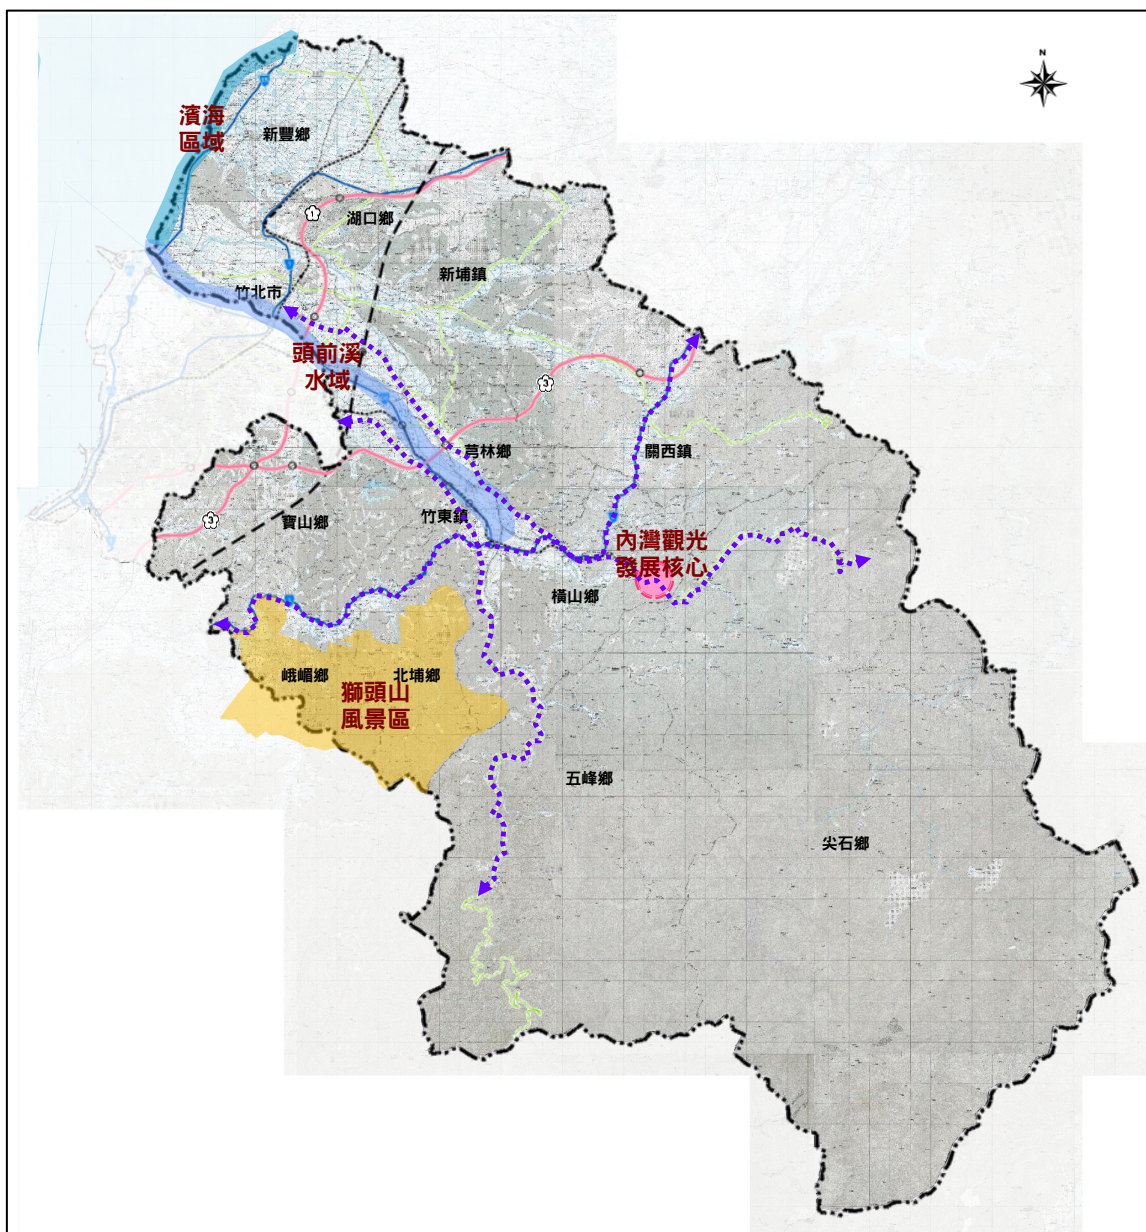 N
濱海
區域
新豐鄉
1
湖口鄉
新埔鎮
竹北市
頭前溪
水域
3
芎林鄉
關西鎮
竹東鎮
寶山鄉
3
內灣觀光
發展核心
橫山鄉
峨嵋鄉
北埔鄉
獅頭山
風景區
五峰鄉
尖石鄉